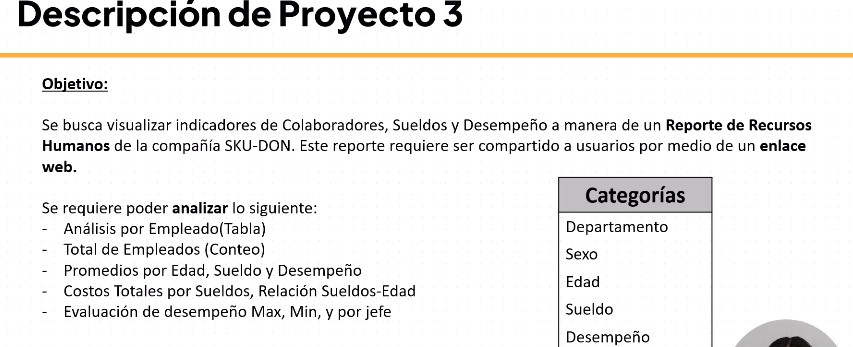 Descripción de Proyecto 3
Objetivo:
Se busca visualizar indicadores de Colaboradores, Sueldos y Desempeño a manera de un Reporte de Recursos
Humanos de la compañía SKU-DON. Este reporte requiere ser compartido a usuarios por medio de un enlace
web.
Se requiere poder analizar lo siguiente:
- Análisis por Empleado(Tabla)
- Total de Empleados (Conteo)
- Promedios por Edad, Sueldo y Desempeño
- Costos Totales por Sueldos, Relación Sueldos-Edad
- Evaluación de desempeño Max, Min, y por jefe
Categorías
Departamento
Sexo
Edad
Sueldo
Desempeño